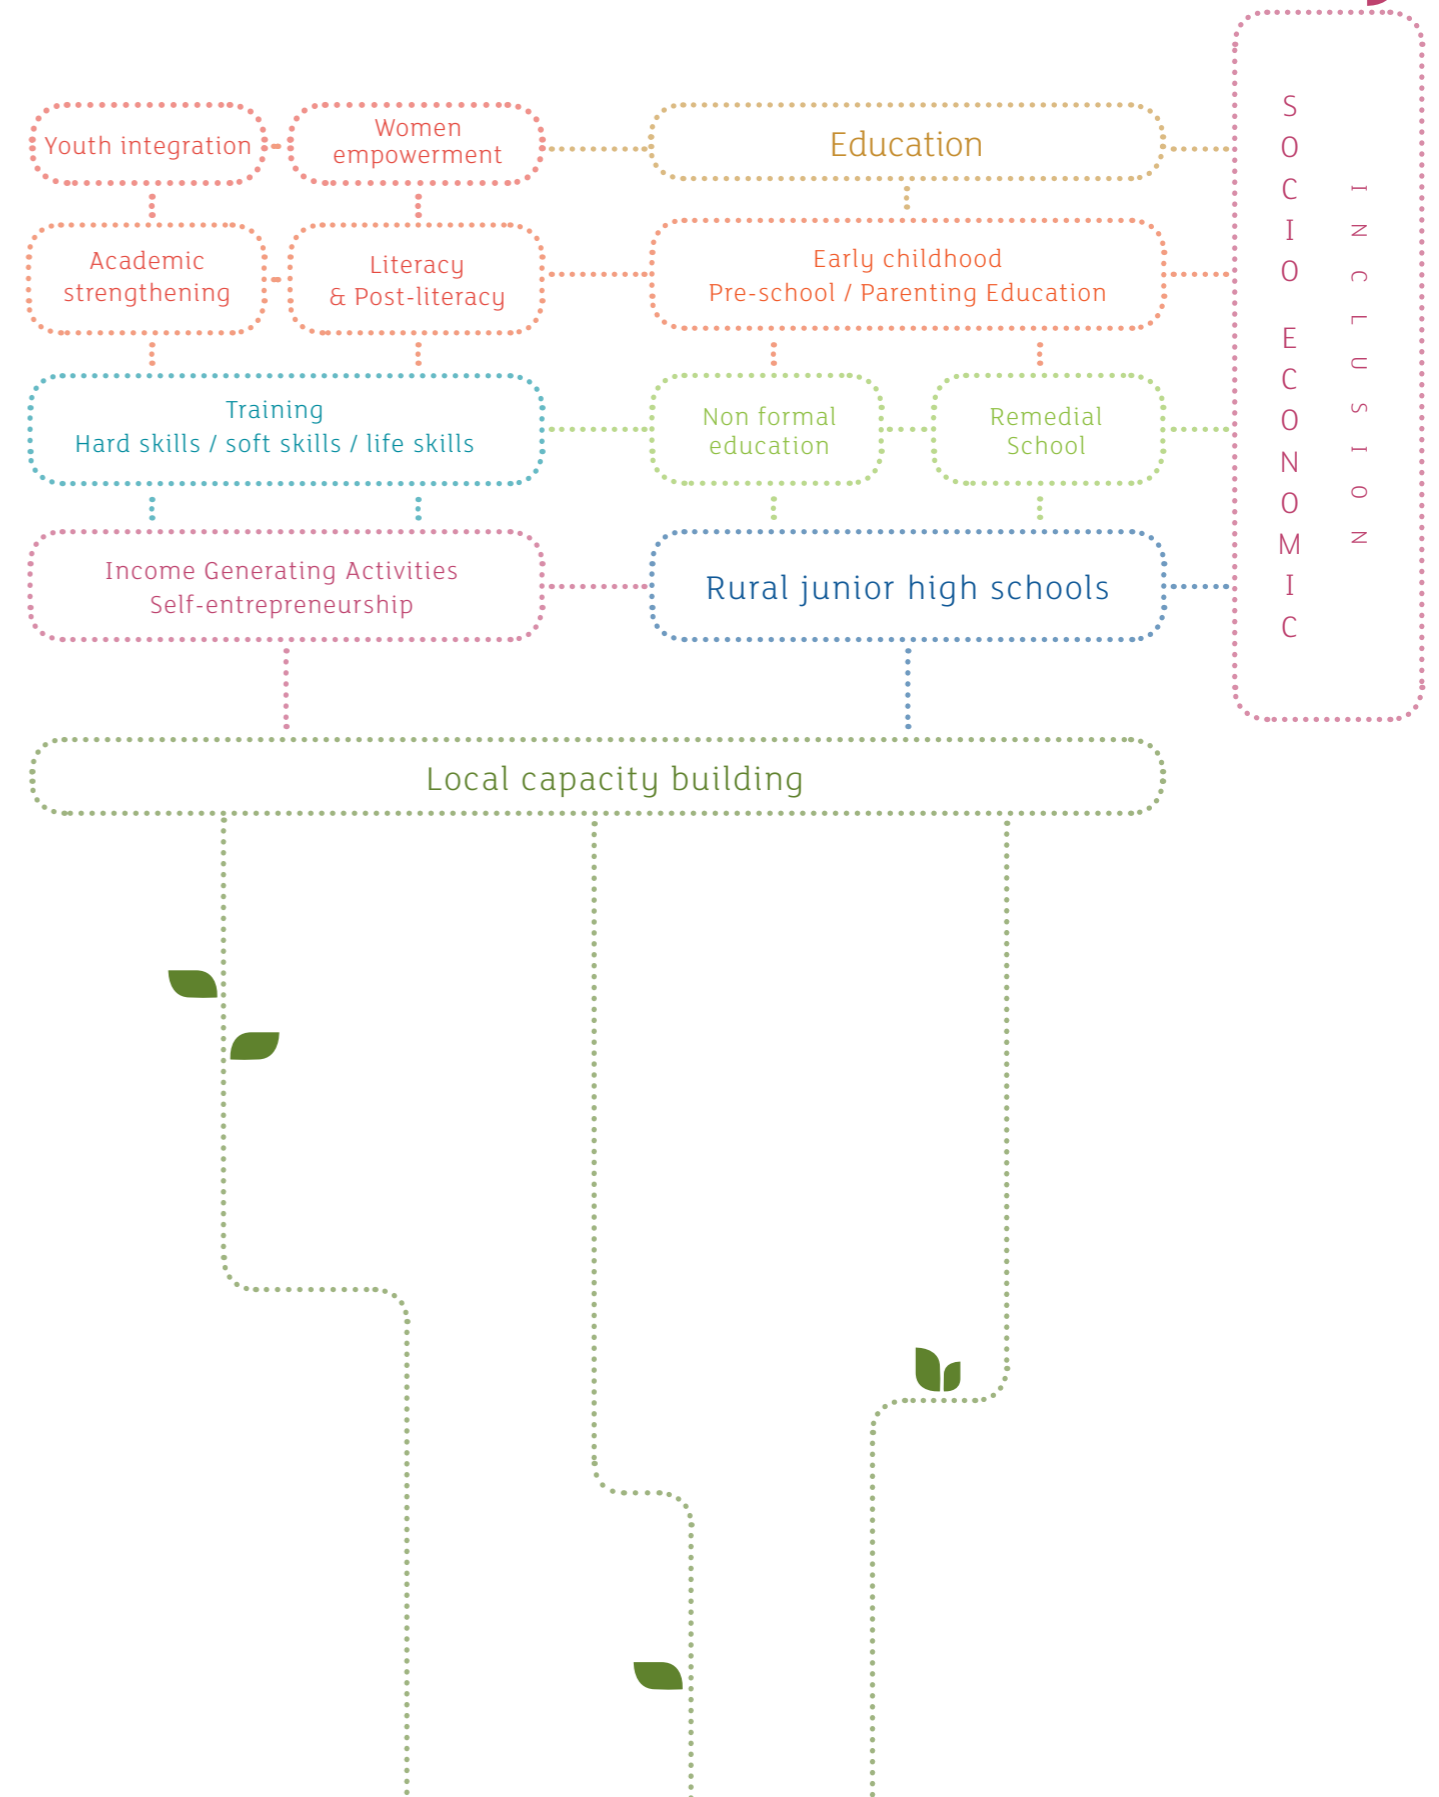 Youth integration
Women
empowerment
Education
Academic
strengthening
Literacy
& Post-literacy
Early childhood
Pre-school / Parenting Education
Training
Hard skills / soft skills / life skills
Non formal
education
Remedial
School
Income Generating Activities
Self-entrepreneurship
Rural junior high schools
Local capacity building
SOCIO ECONOMIC
INCLUSION